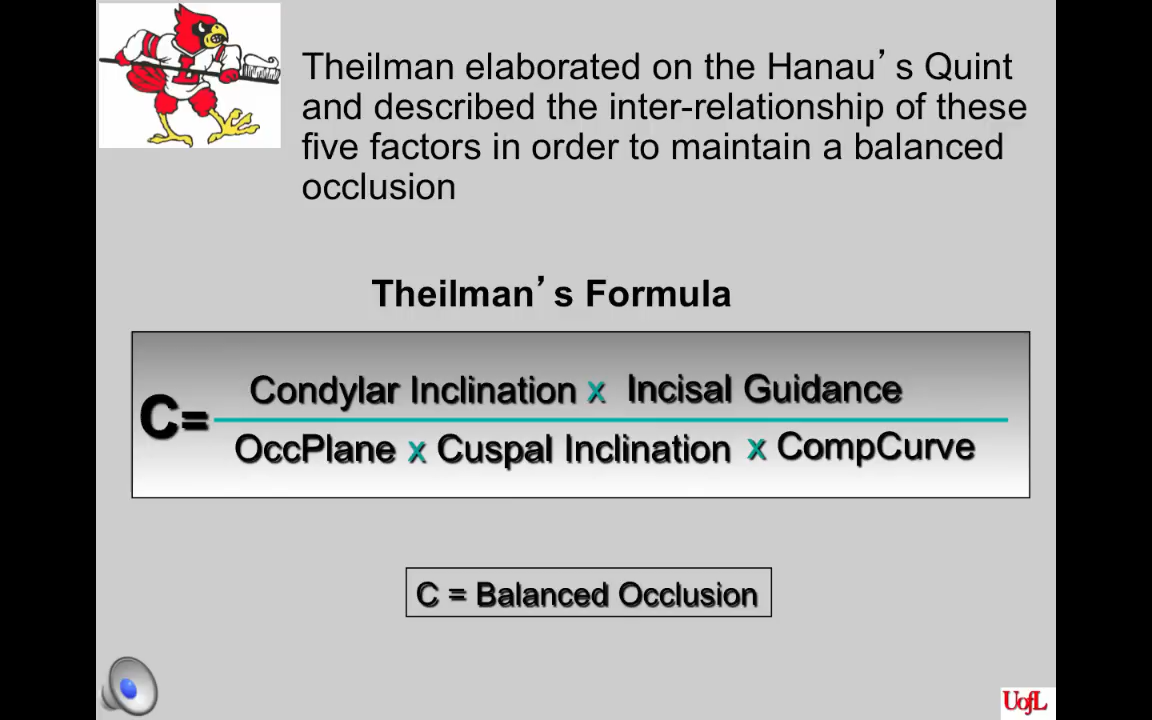 Theilman elaborated on the Hanau’s Quint
and described the inter-relationship of these
five factors in order to maintain a balanced
occlusion
Theilman’s Formula
C= Condylar Inclination x Incisal Guidance
OccPlane x Cuspal Inclination x CompCurve
C = Balanced Occlusion
UofL